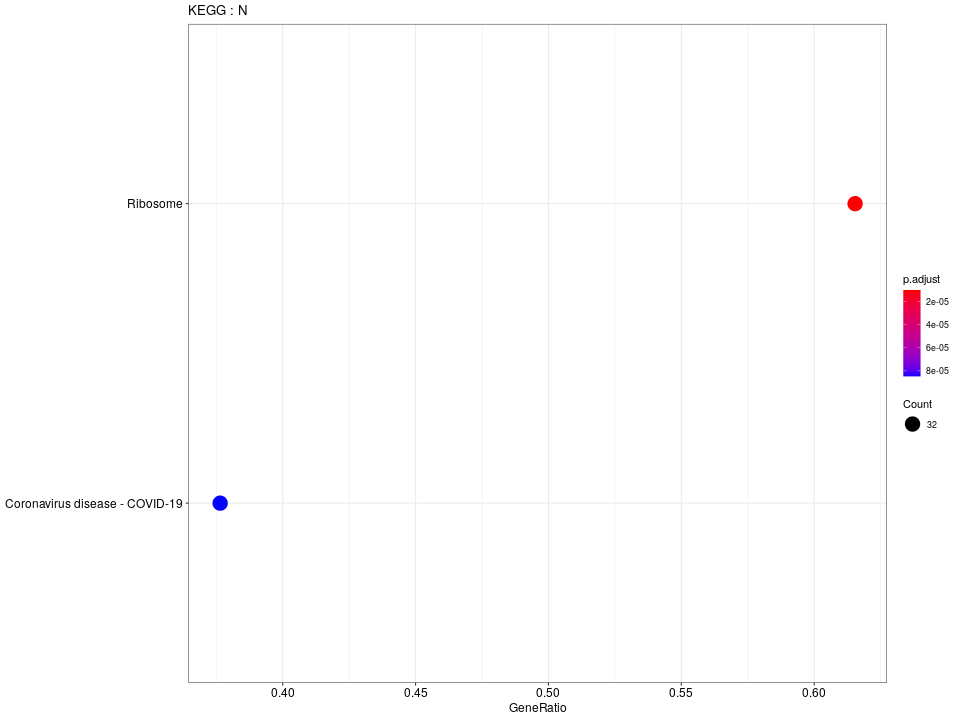 KEGG : N
Ribosome
Coronavirus disease - COVID-19
p.adjust
2e-05
4e-05
6e-05
8e-05
Count
32
0.40
0.45
0.50
0.55
0.60
GeneRatio